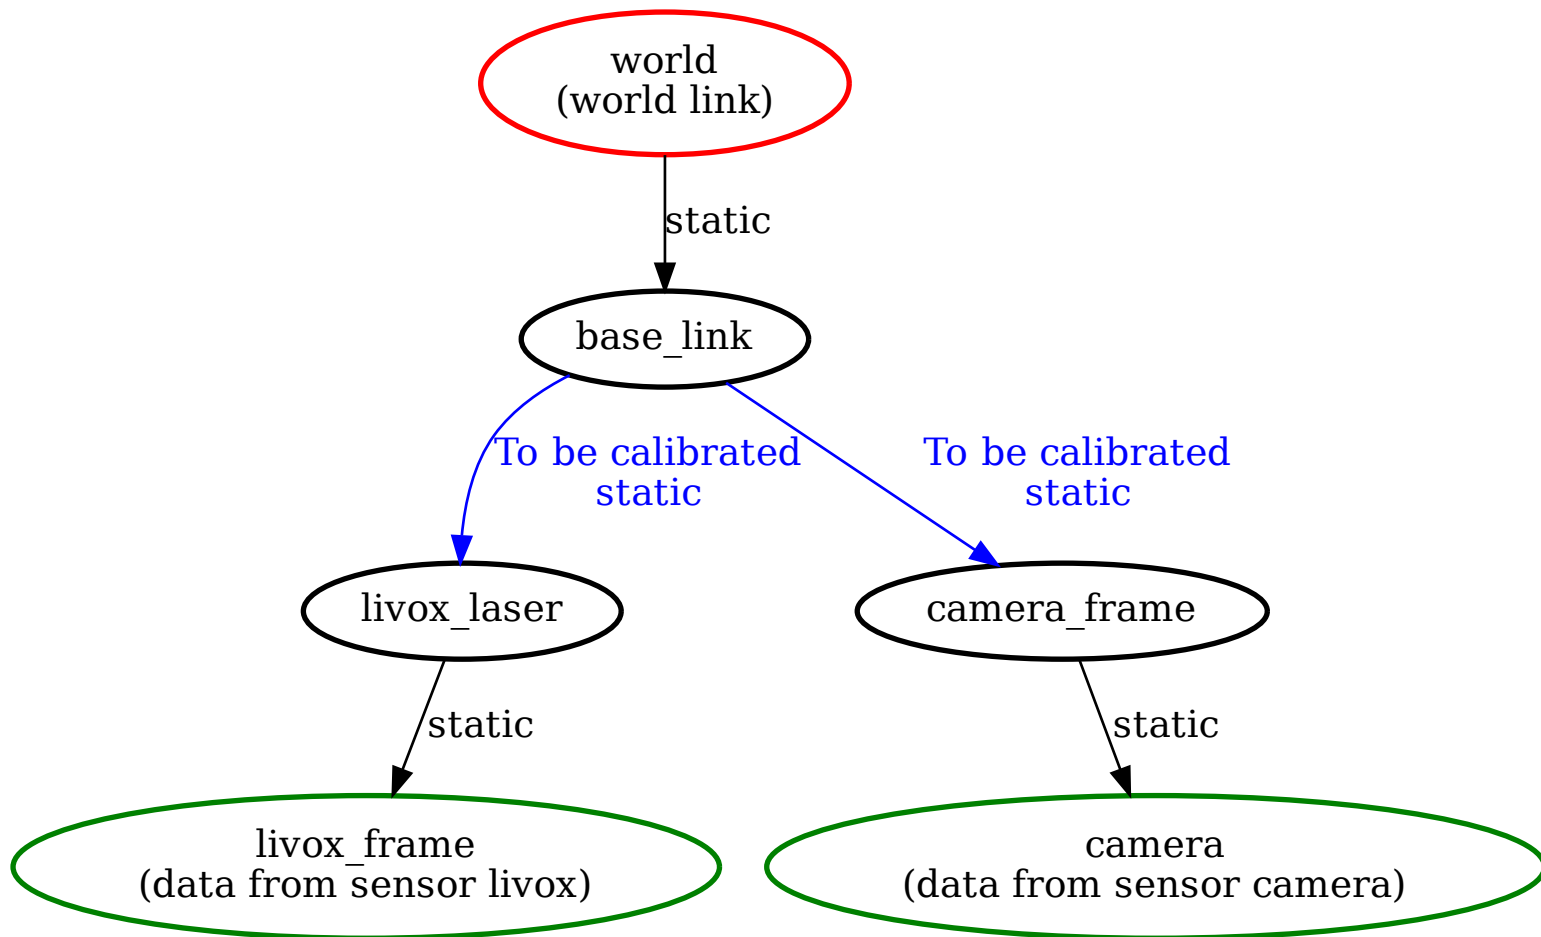 world
(world link)
static
base_link
To be calibrated
static
To be calibrated
static
livox_laser
camera_frame
static
static
livox_frame
(data from sensor livox)
camera
(data from sensor camera)